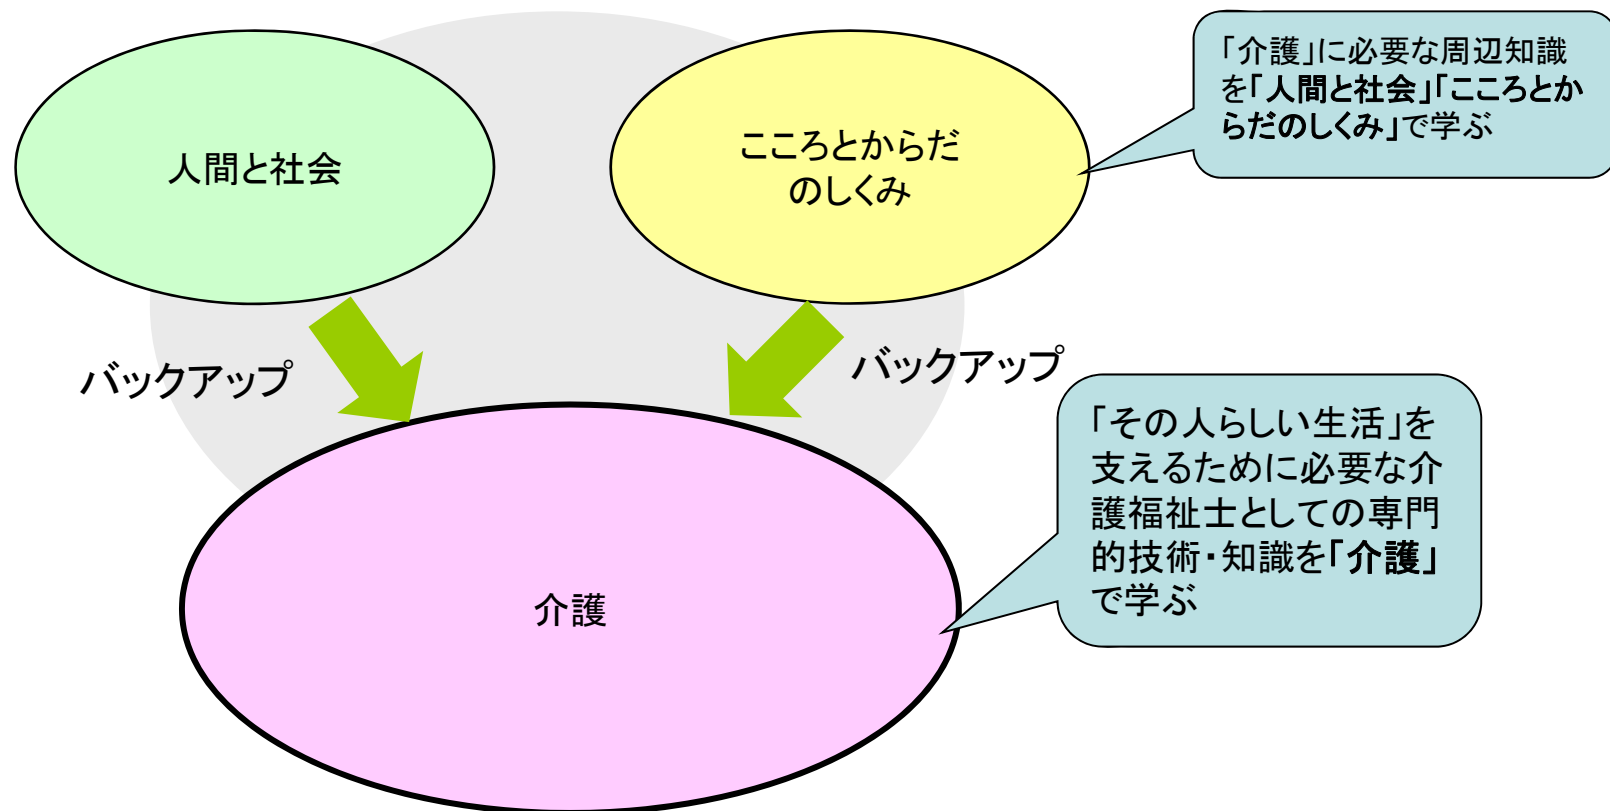 人間と社会
こころとからだ
のしくみ
「介護」に必要な周辺知識
を「人間と社会」「こころとか
らだのしくみ」で学ぶ
バックアップ
バックアップ
「その人らしい生活」を
支えるために必要な介
護福祉士としての専門
的技術・知識を「介護」
で学ぶ
介護